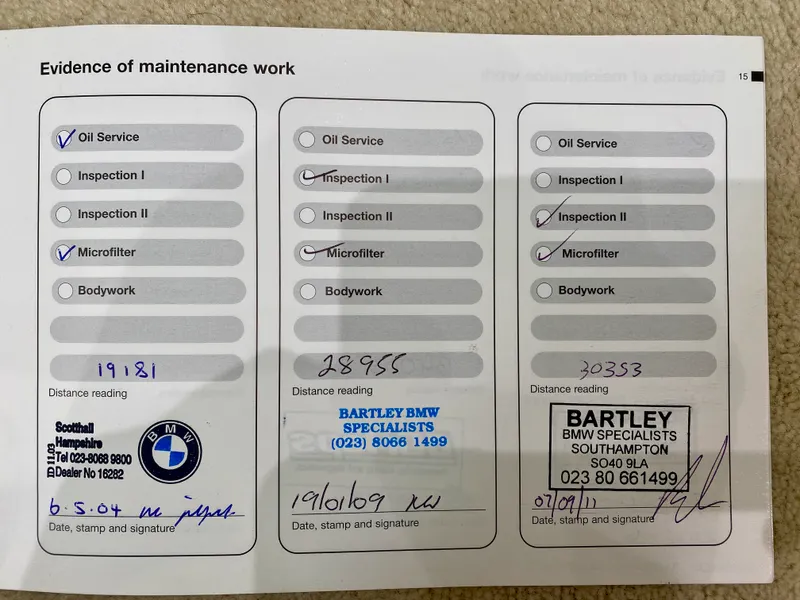 Evidence of maintenance work
15
Oil Service
Inspection I
Inspection II
Microfilter
Bodywork
19181
Distance reading
Scotthall
Hampshire
Tel 023-8068 9800
Dealer No 16282
ID 11.03
BMW
6.5.04
Date, stamp and signature
Oil Service
Inspection I
Inspection II
Microfilter
Bodywork
28955
Distance reading
BARTLEY BMW
SPECIALISTS
(023) 8066 1499
19/01/09
Date, stamp and signature
Oil Service
Inspection I
Inspection II
Microfilter
Bodywork
30353
Distance reading
BARTLEY
BMW SPECIALISTS
SOUTHAMPTON
SO40 9LA
023 80 661499
07/09/11
Date, stamp and signature